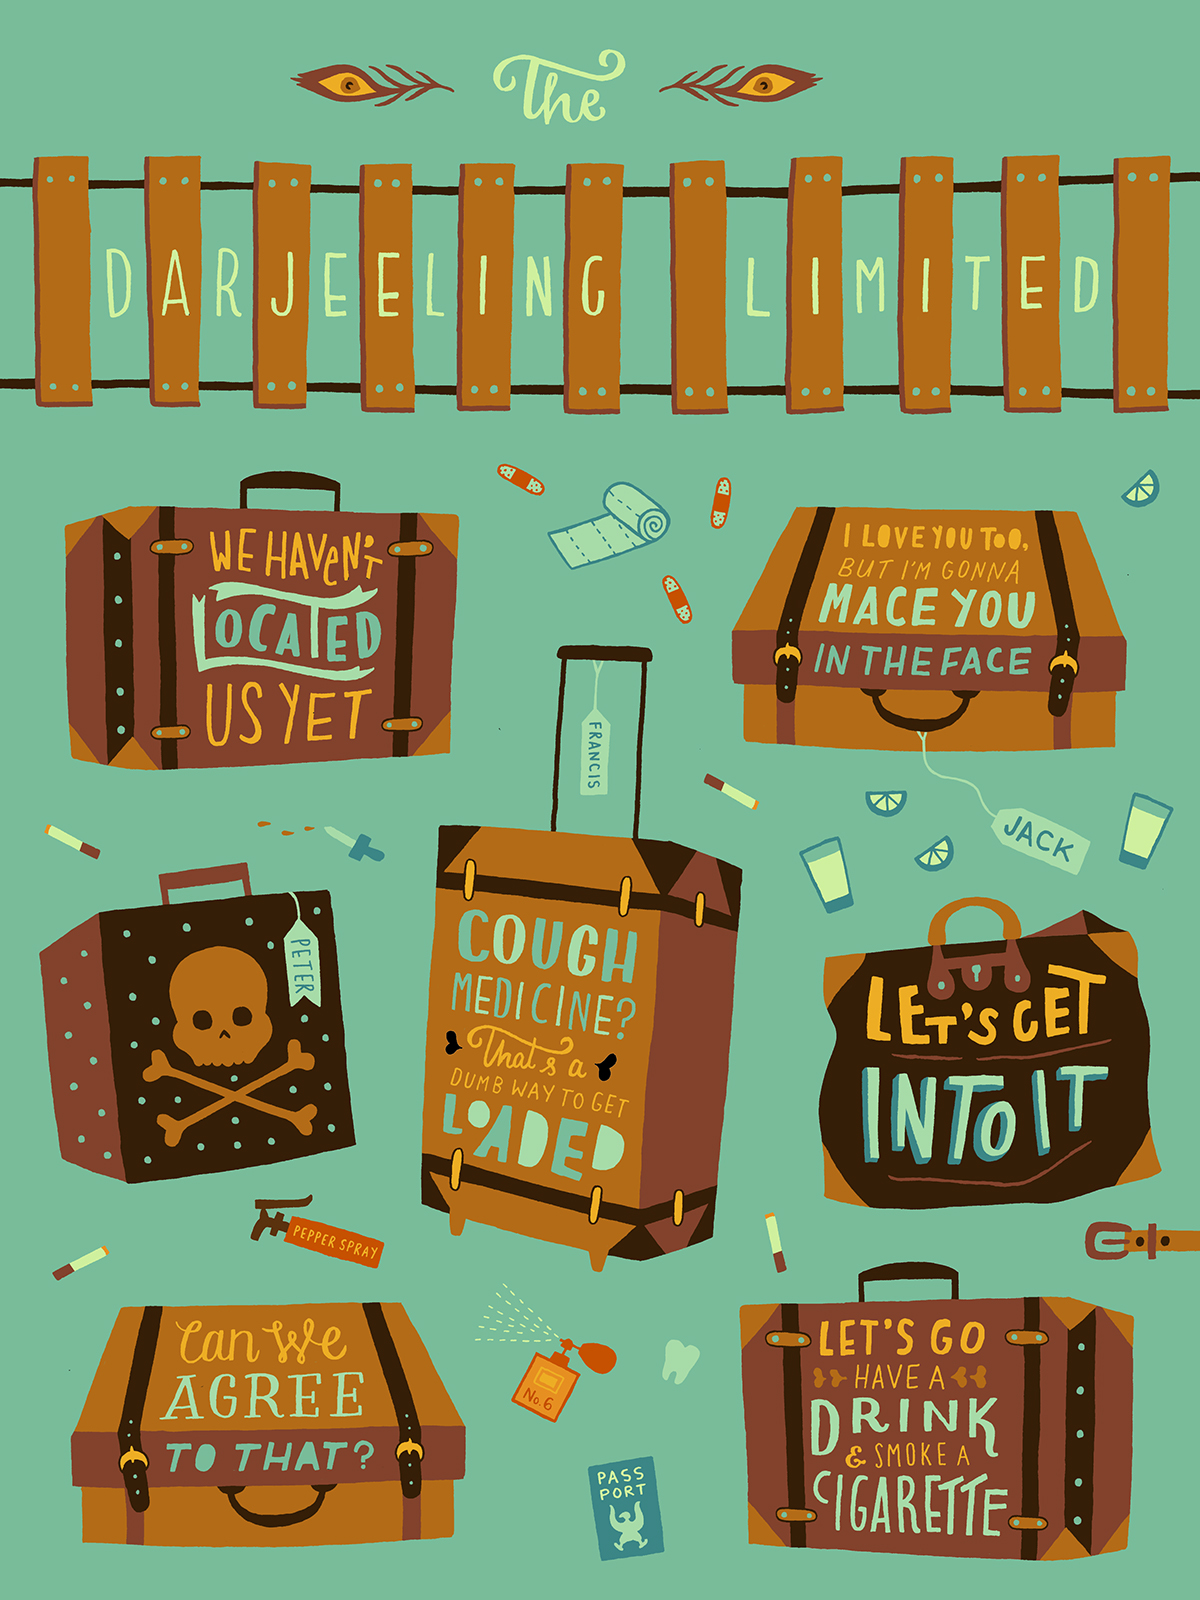 The
DARJEELING LIMITED
WE HAVEN'T
LOCATED
US YET
I LOVE YOU TOO,
BUT I'M GONNA
MACE YOU
IN THE FACE
FRANCIS
JACK
PETER
COUGH
MEDICINE?
That's a
DUMB WAY TO GET
LOADED
LET'S GET
INTO IT
PEPPER SPRAY
Can We
AGREE
TO THAT?
No. 6
PASS
PORT
LET'S GO
HAVE A
DRINK
& SMOKE A
CIGARETTE